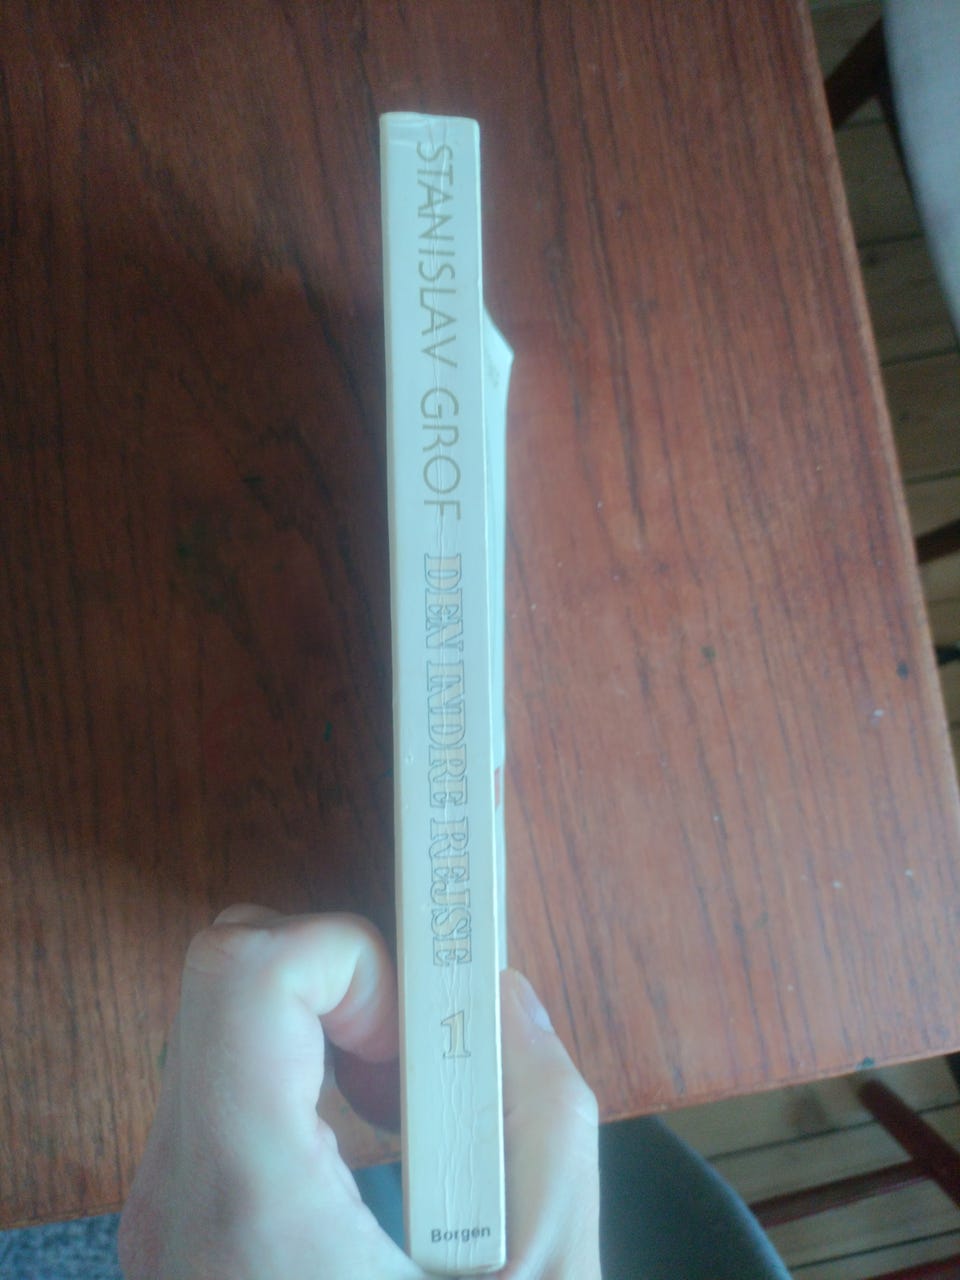 STANISLAV GROF DEN INDRE REJSE 1
Borgen